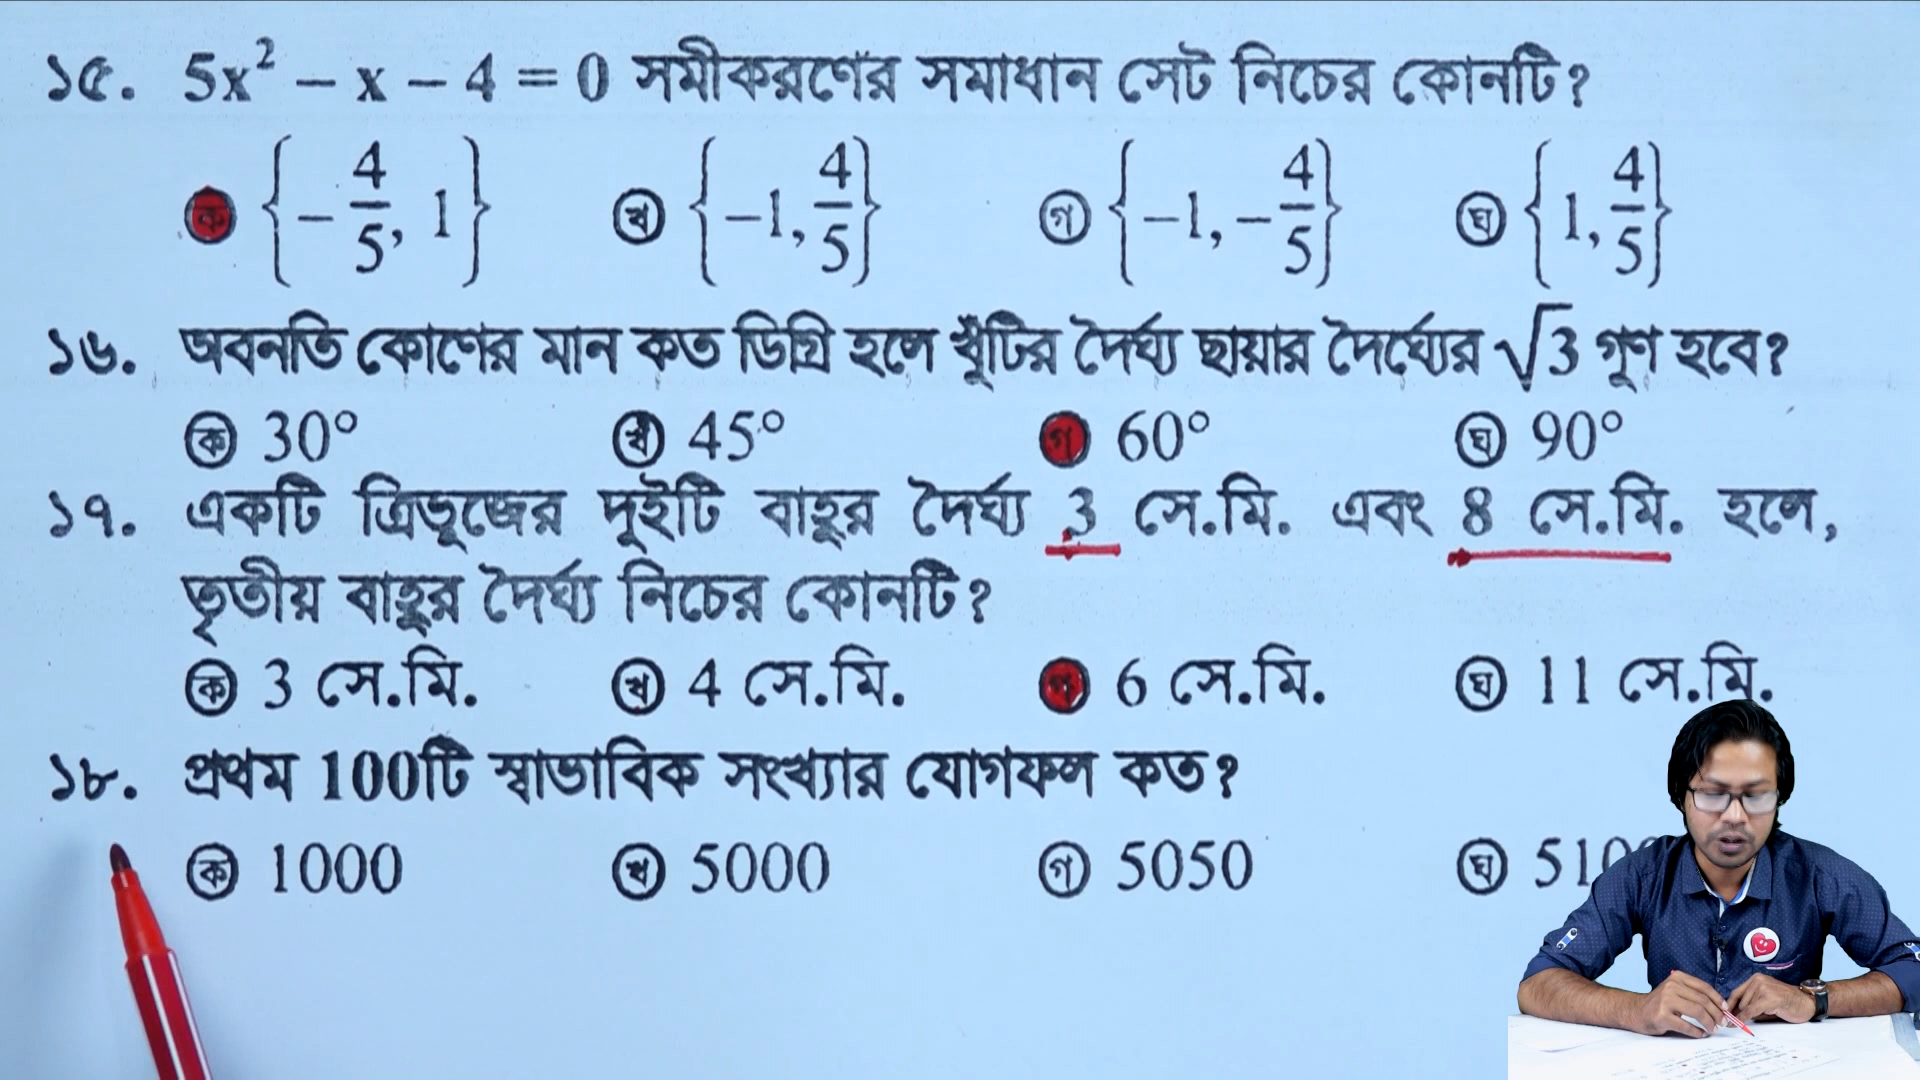 ১৫. 5x² – x – 4 = 0 সমীকরণের সমাধান সেট নিচের কোনটি?
ক {– 4/5, 1} খ {–1, 4/5} গ {–1, – 4/5} ঘ {1, 4/5}
১৬. অবনতি কোণের মান কত ডিগ্রি হলে খুঁটির দৈর্ঘ্য ছায়ার দৈর্ঘ্যের √3 গুণ হবে?
ক 30° খ 45° গ 60° ঘ 90°
১৭. একটি ত্রিভুজের দুইটি বাহুর দৈর্ঘ্য 3 সে.মি. এবং 8 সে.মি. হলে,
তৃতীয় বাহুর দৈর্ঘ্য নিচের কোনটি?
ক 3 সে.মি. খ 4 সে.মি. গ 6 সে.মি. ঘ 11 সে.মি.
১৮. প্রথম 100টি স্বাভাবিক সংখ্যার যোগফল কত?
ক 1000 খ 5000 গ 5050 ঘ